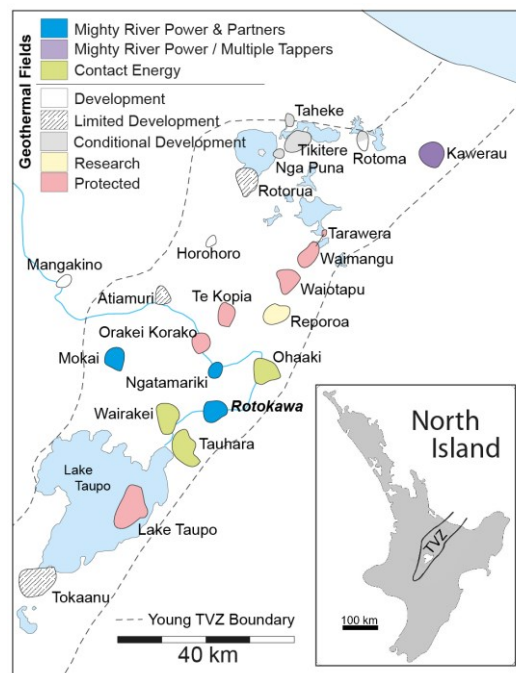 Geothermal Fields
Mighty River Power & Partners
Mighty River Power / Multiple Tappers
Contact Energy
Development
Limited Development
Conditional Development
Research
Protected
Taheke
Tikitere
Nga Puna
Rotoma
Kawerau
Rotorua
Tarawera
Horohoro
Waimangu
Mangakino
Waiotapu
Atiamuri
Te Kopia
Reporoa
Orakei Korako
Mokai
Ohaaki
Ngatamariki
Wairakei
Rotokawa
Tauhara
Lake
Taupo
Lake Taupo
Tokaanu
Young TVZ Boundary
40 km
North
Island
TVZ
100 km